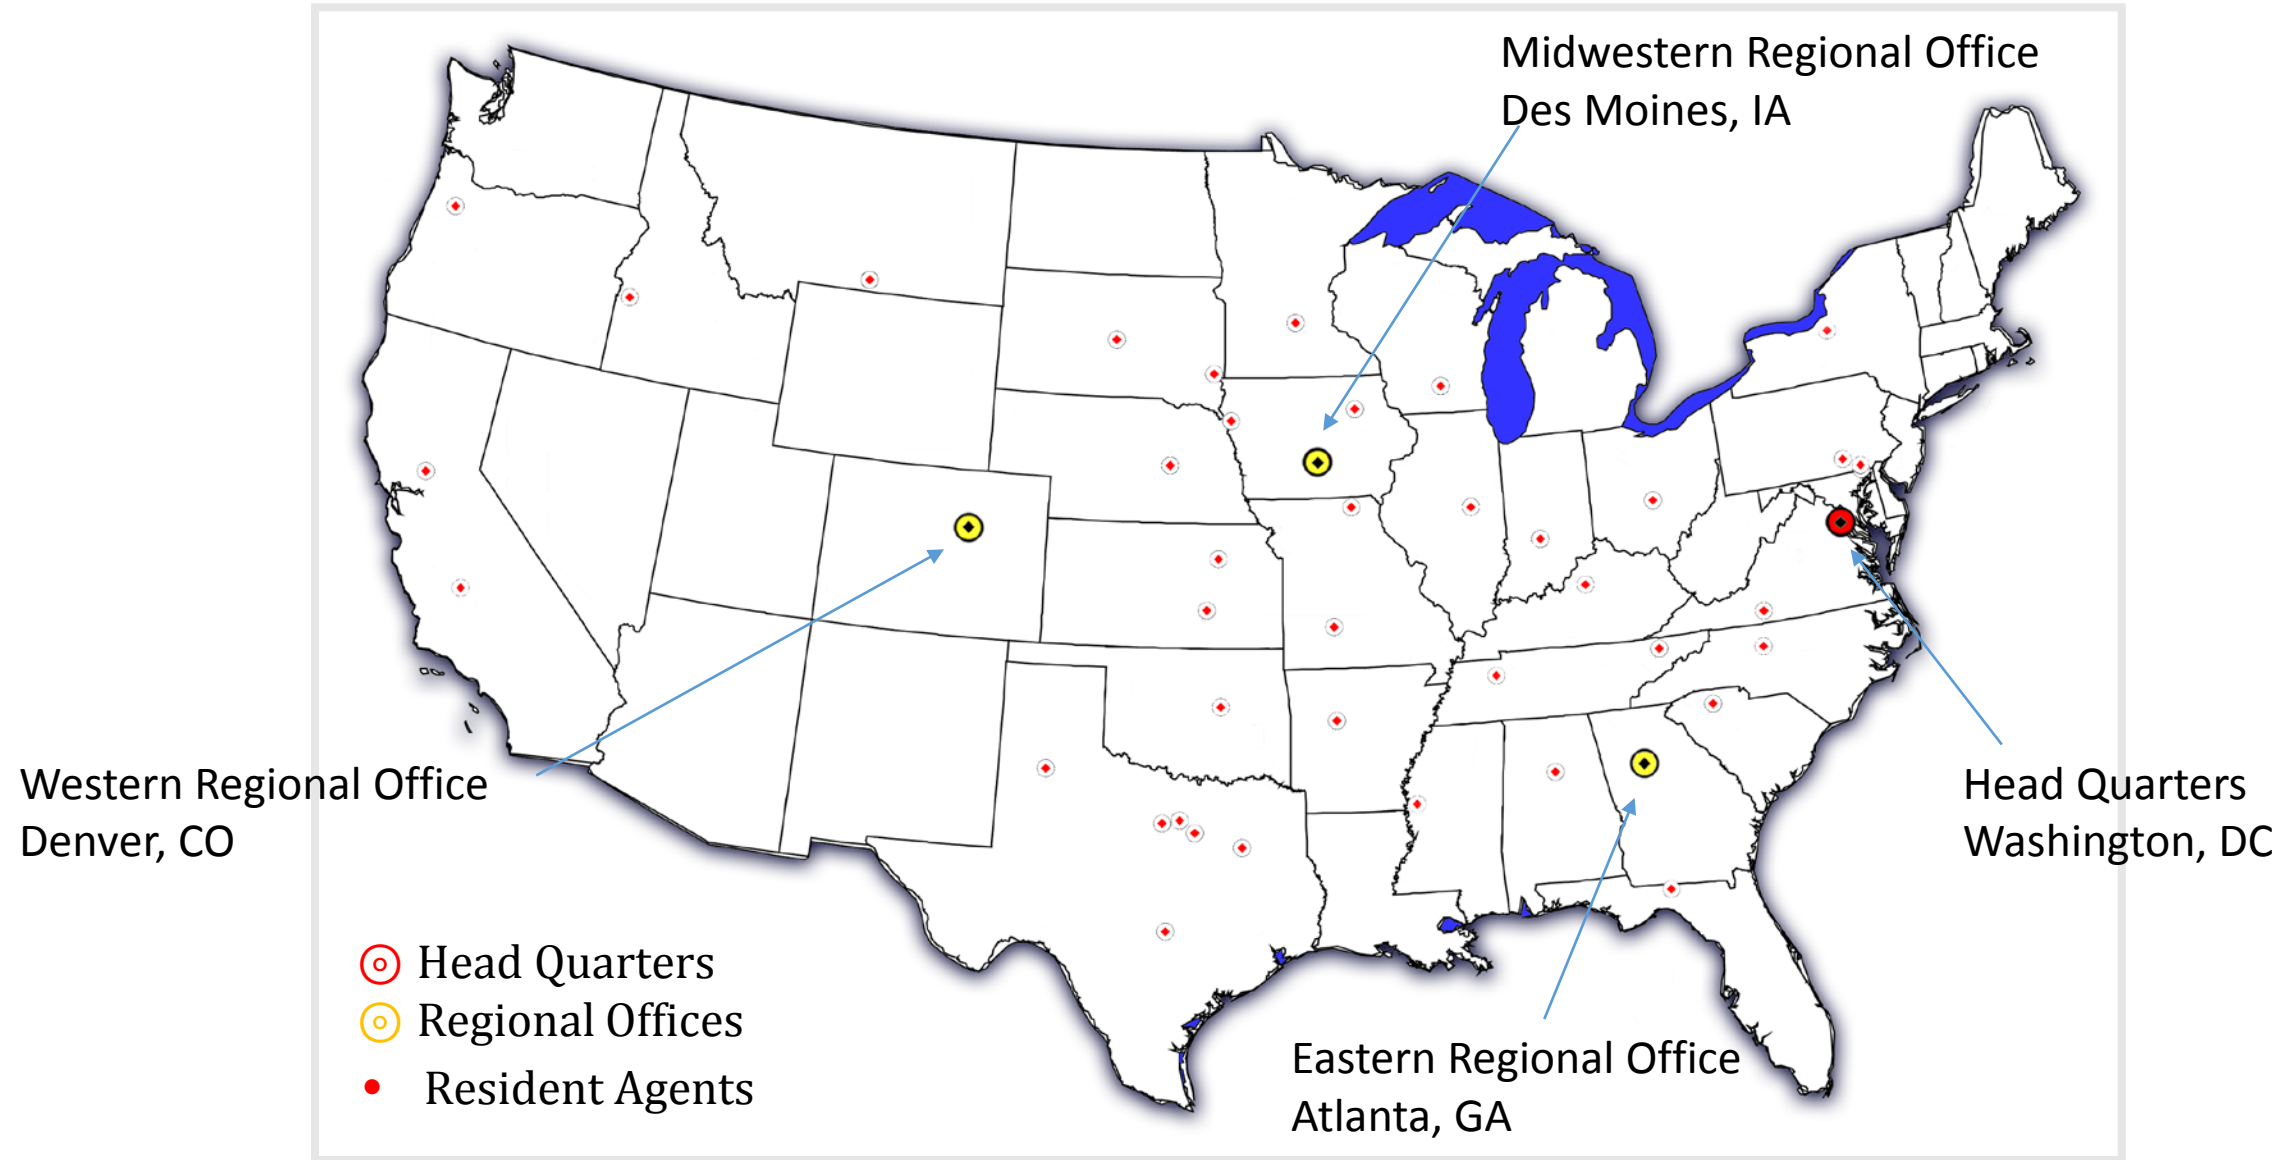 Midwestern Regional Office
Des Moines, IA
Western Regional Office
Denver, CO
Head Quarters
Washington, DC
Head Quarters
Regional Offices
Resident Agents
Eastern Regional Office
Atlanta, GA